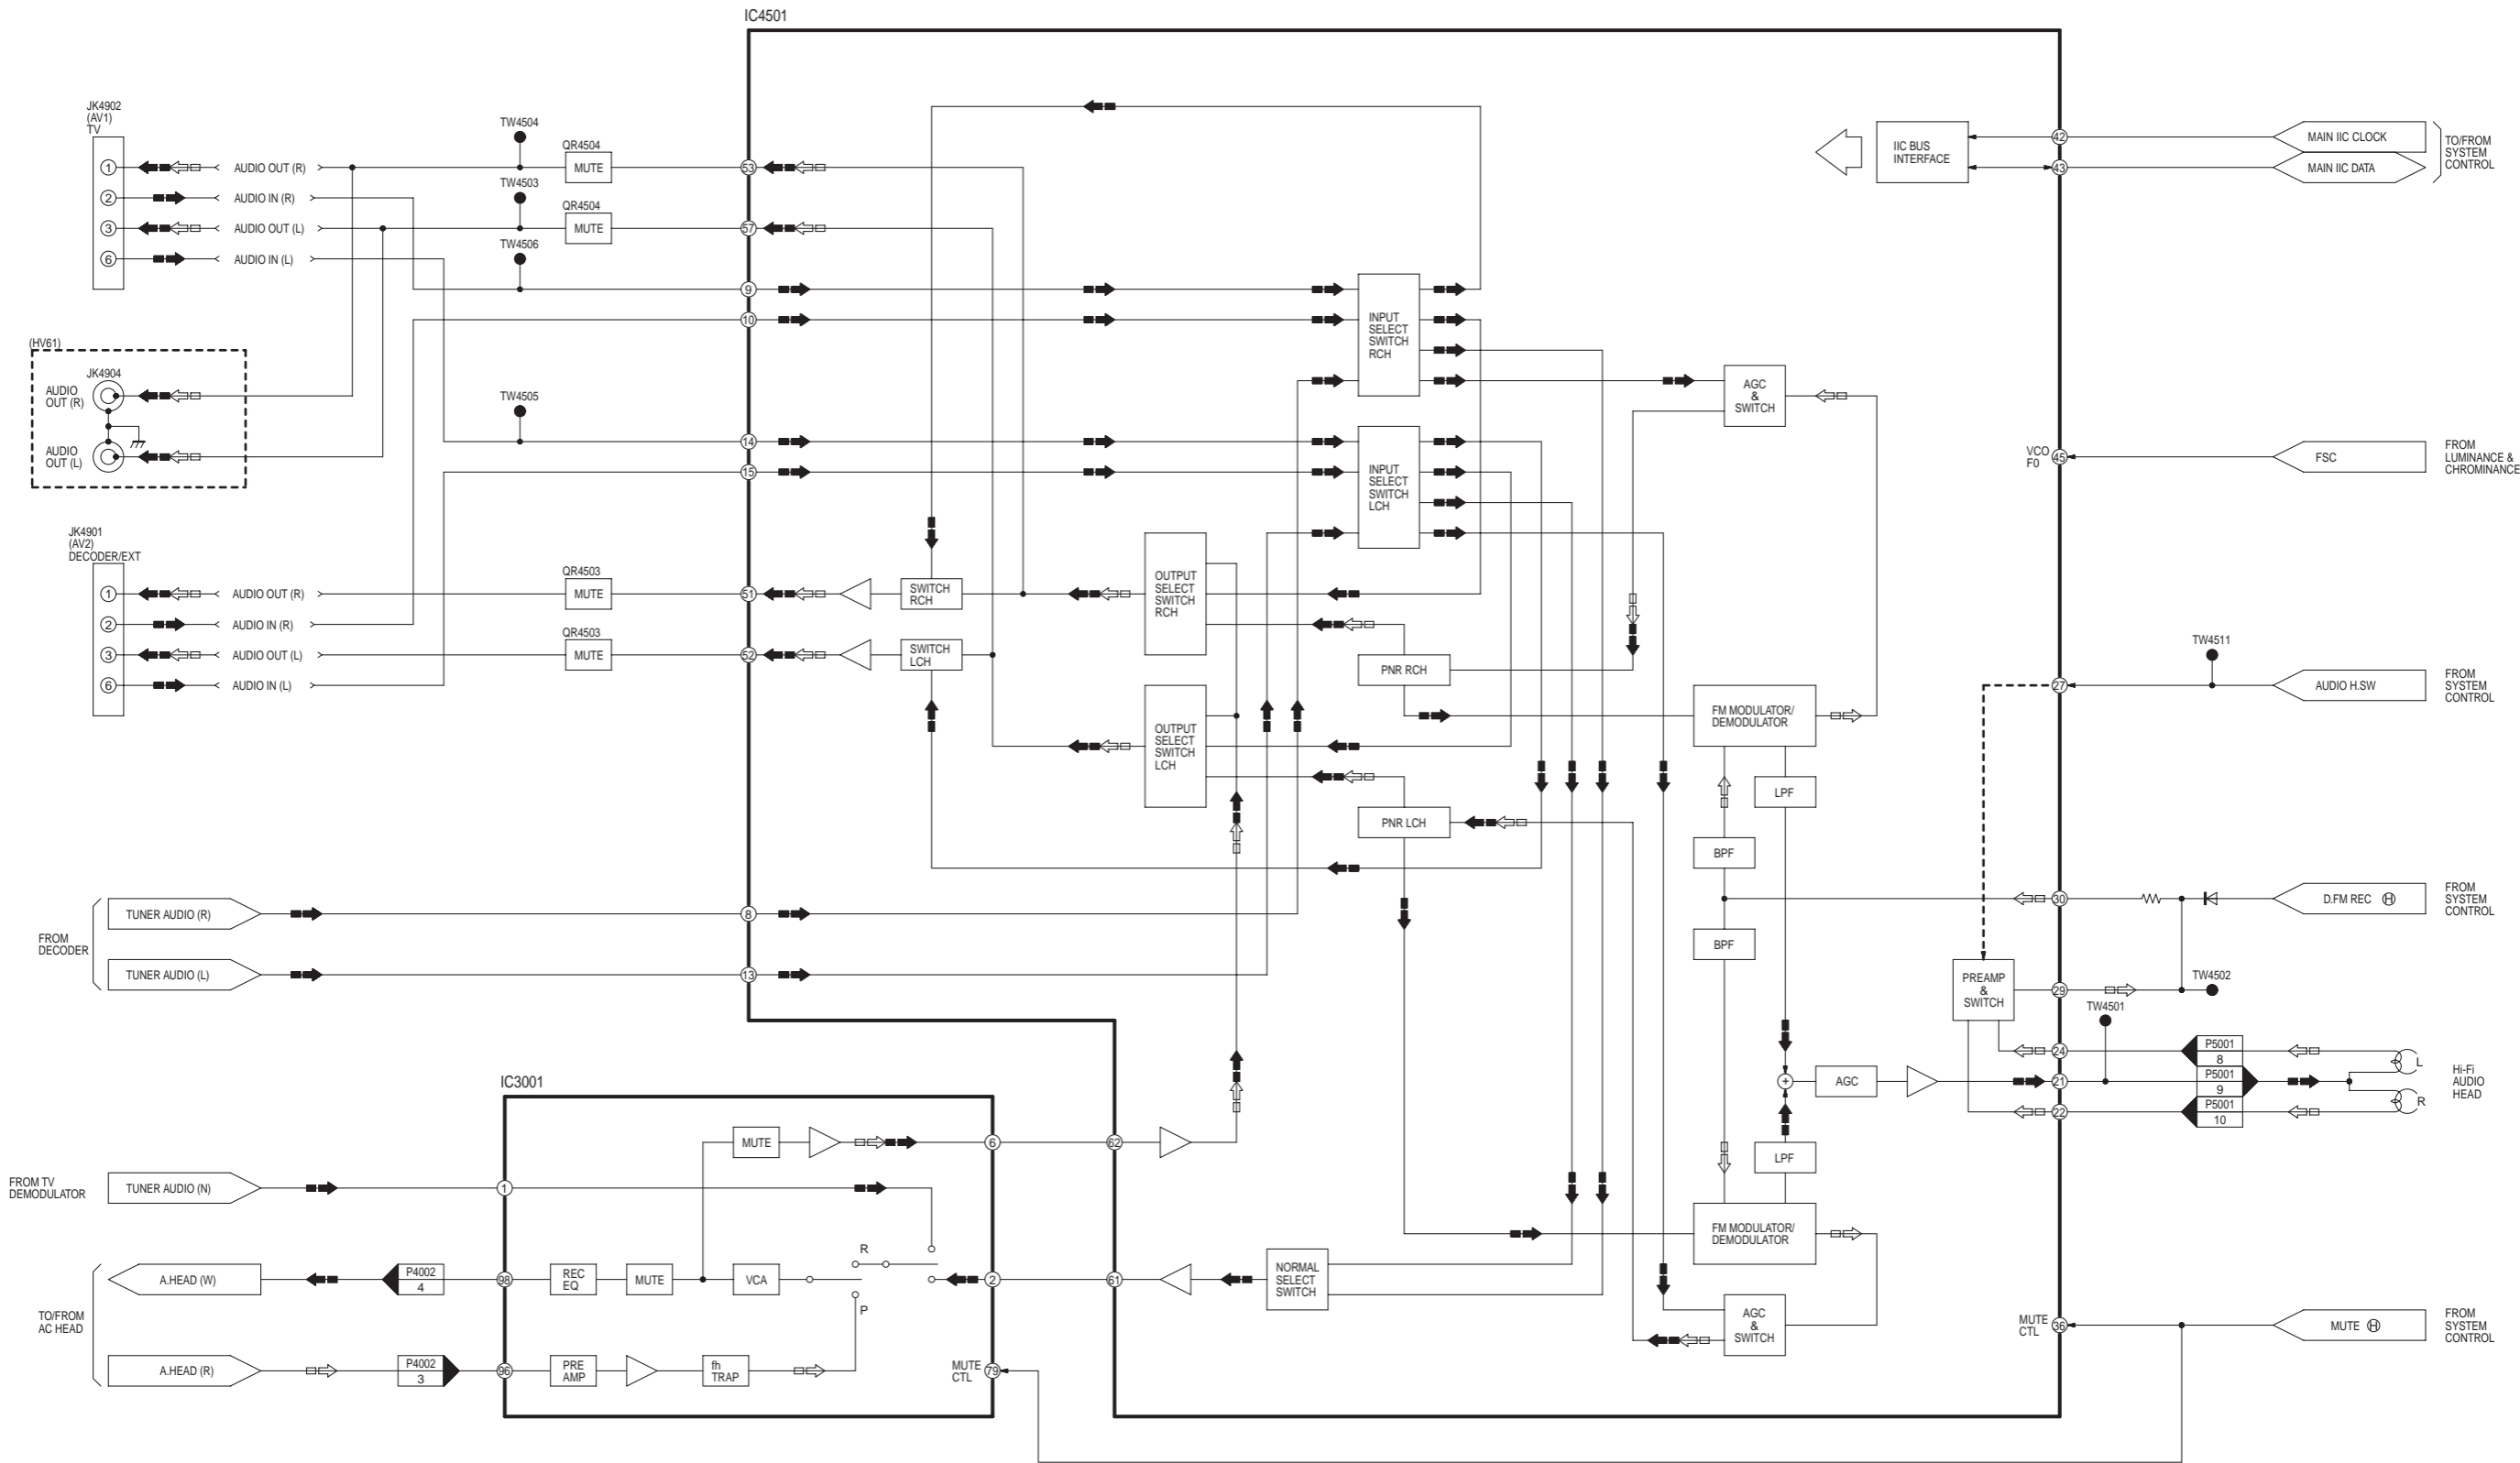 IC4501
JK4902
(AV1)
TV
1
AUDIO OUT (R)
2
AUDIO IN (R)
3
AUDIO OUT (L)
6
AUDIO IN (L)
TW4504
QR4504
MUTE
53
TW4503
QR4504
MUTE
57
TW4506
9
10
(HV61)
JK4904
AUDIO
OUT (R)
AUDIO
OUT (L)
TW4505
14
15
JK4901
(AV2)
DECODER/EXT
1
AUDIO OUT (R)
2
AUDIO IN (R)
3
AUDIO OUT (L)
6
AUDIO IN (L)
QR4503
MUTE
51
QR4503
MUTE
52
SWITCH
RCH
SWITCH
LCH
OUTPUT
SELECT
SWITCH
RCH
OUTPUT
SELECT
SWITCH
LCH
INPUT
SELECT
SWITCH
RCH
INPUT
SELECT
SWITCH
LCH
PNR RCH
PNR LCH
AGC
&
SWITCH
FM MODULATOR/
DEMODULATOR
LPF
BPF
BPF
IIC BUS
INTERFACE
42
MAIN IIC CLOCK
43
MAIN IIC DATA
TO/FROM
SYSTEM
CONTROL
VCO
F0
45
FSC
FROM
LUMINANCE &
CHROMINANCE
TW4511
27
AUDIO H.SW
FROM
SYSTEM
CONTROL
30
D.FM REC H
FROM
SYSTEM
CONTROL
PREAMP
&
SWITCH
29
TW4502
TW4501
24
P5001
8
21
P5001
9
22
P5001
10
L
R
Hi-Fi
AUDIO
HEAD
+
AGC
LPF
FM MODULATOR/
DEMODULATOR
AGC
&
SWITCH
MUTE
CTL
36
MUTE H
FROM
SYSTEM
CONTROL
FROM
DECODER
TUNER AUDIO (R)
8
TUNER AUDIO (L)
13
IC3001
MUTE
6
62
FROM TV
DEMODULATOR
TUNER AUDIO (N)
1
TO/FROM
AC HEAD
A.HEAD (W)
P4002
4
98
REC
EQ
MUTE
VCA
R
P
2
61
NORMAL
SELECT
SWITCH
A.HEAD (R)
P4002
3
96
PRE
AMP
fh
TRAP
MUTE
CTL
79